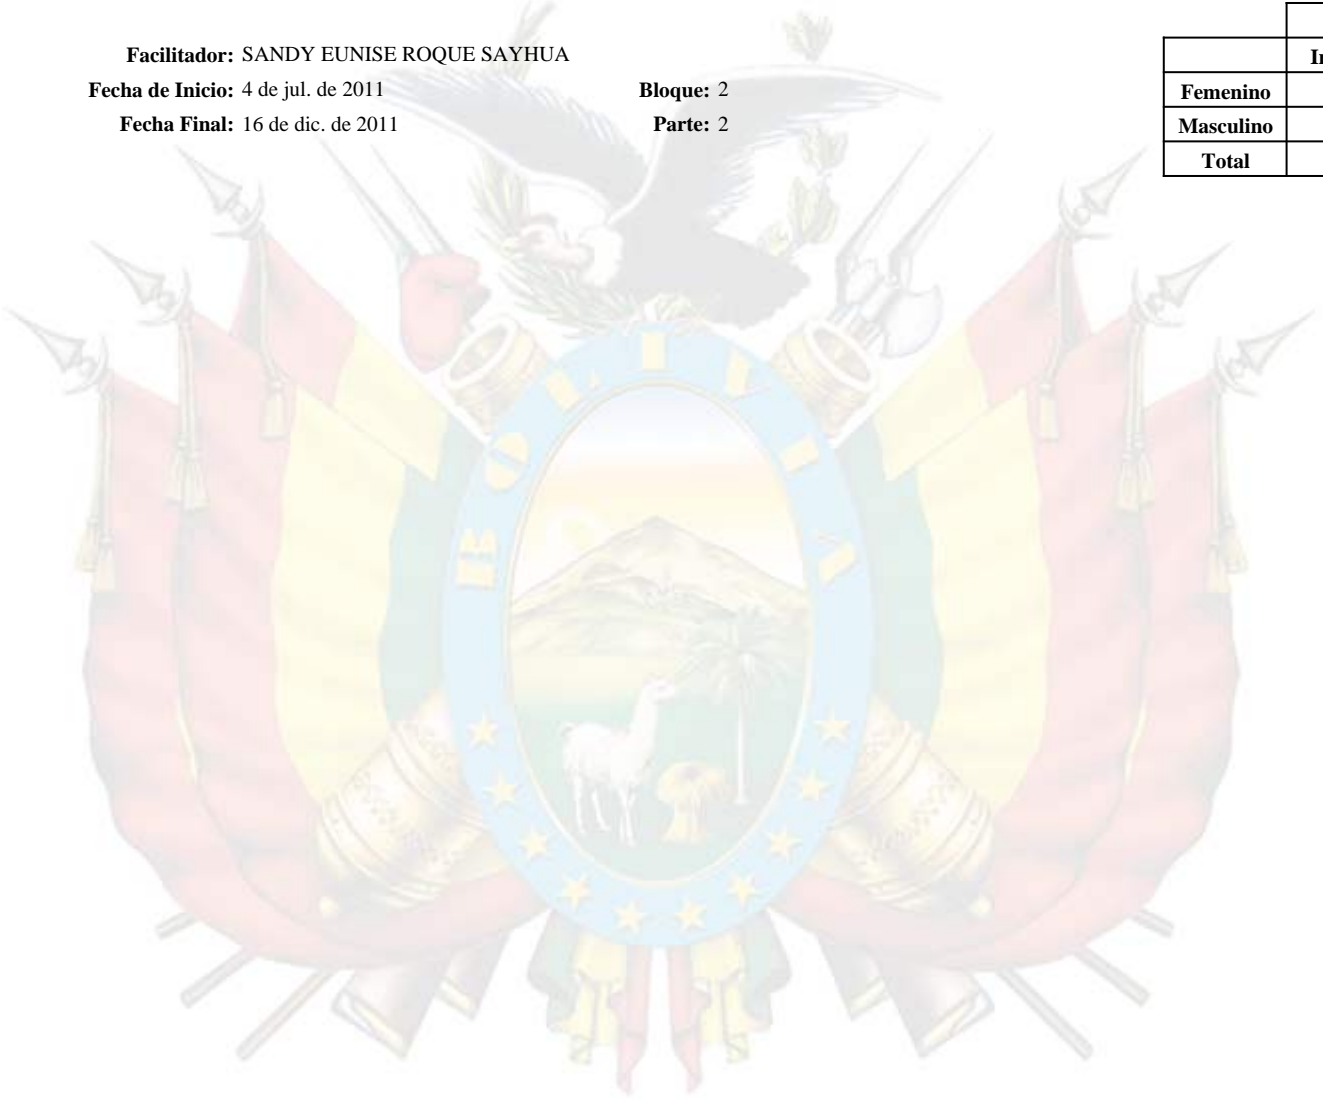 Facilitador: SANDY EUNISE ROQUE SAYHUA
Fecha de Inicio: 4 de jul. de 2011 Bloque: 2
Fecha Final: 16 de dic. de 2011 Parte: 2
Femenino
Masculino
Total
BOLIVIA